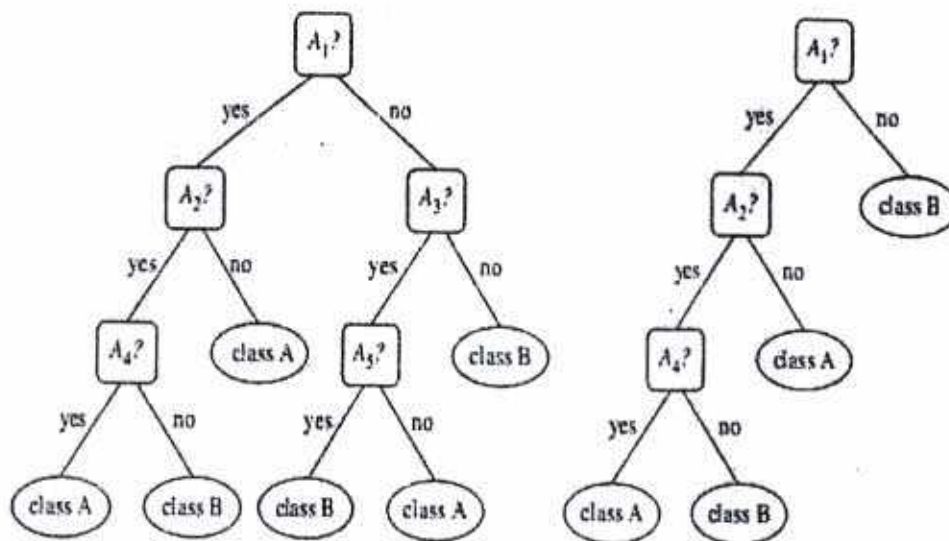 A₁? A₁?
yes no yes no
A₂? A₃? A₂? class B
yes no yes no yes no
A₄? class A A₅? class B A₄? class A
yes no yes no yes no
class A class B class B class A class A class B